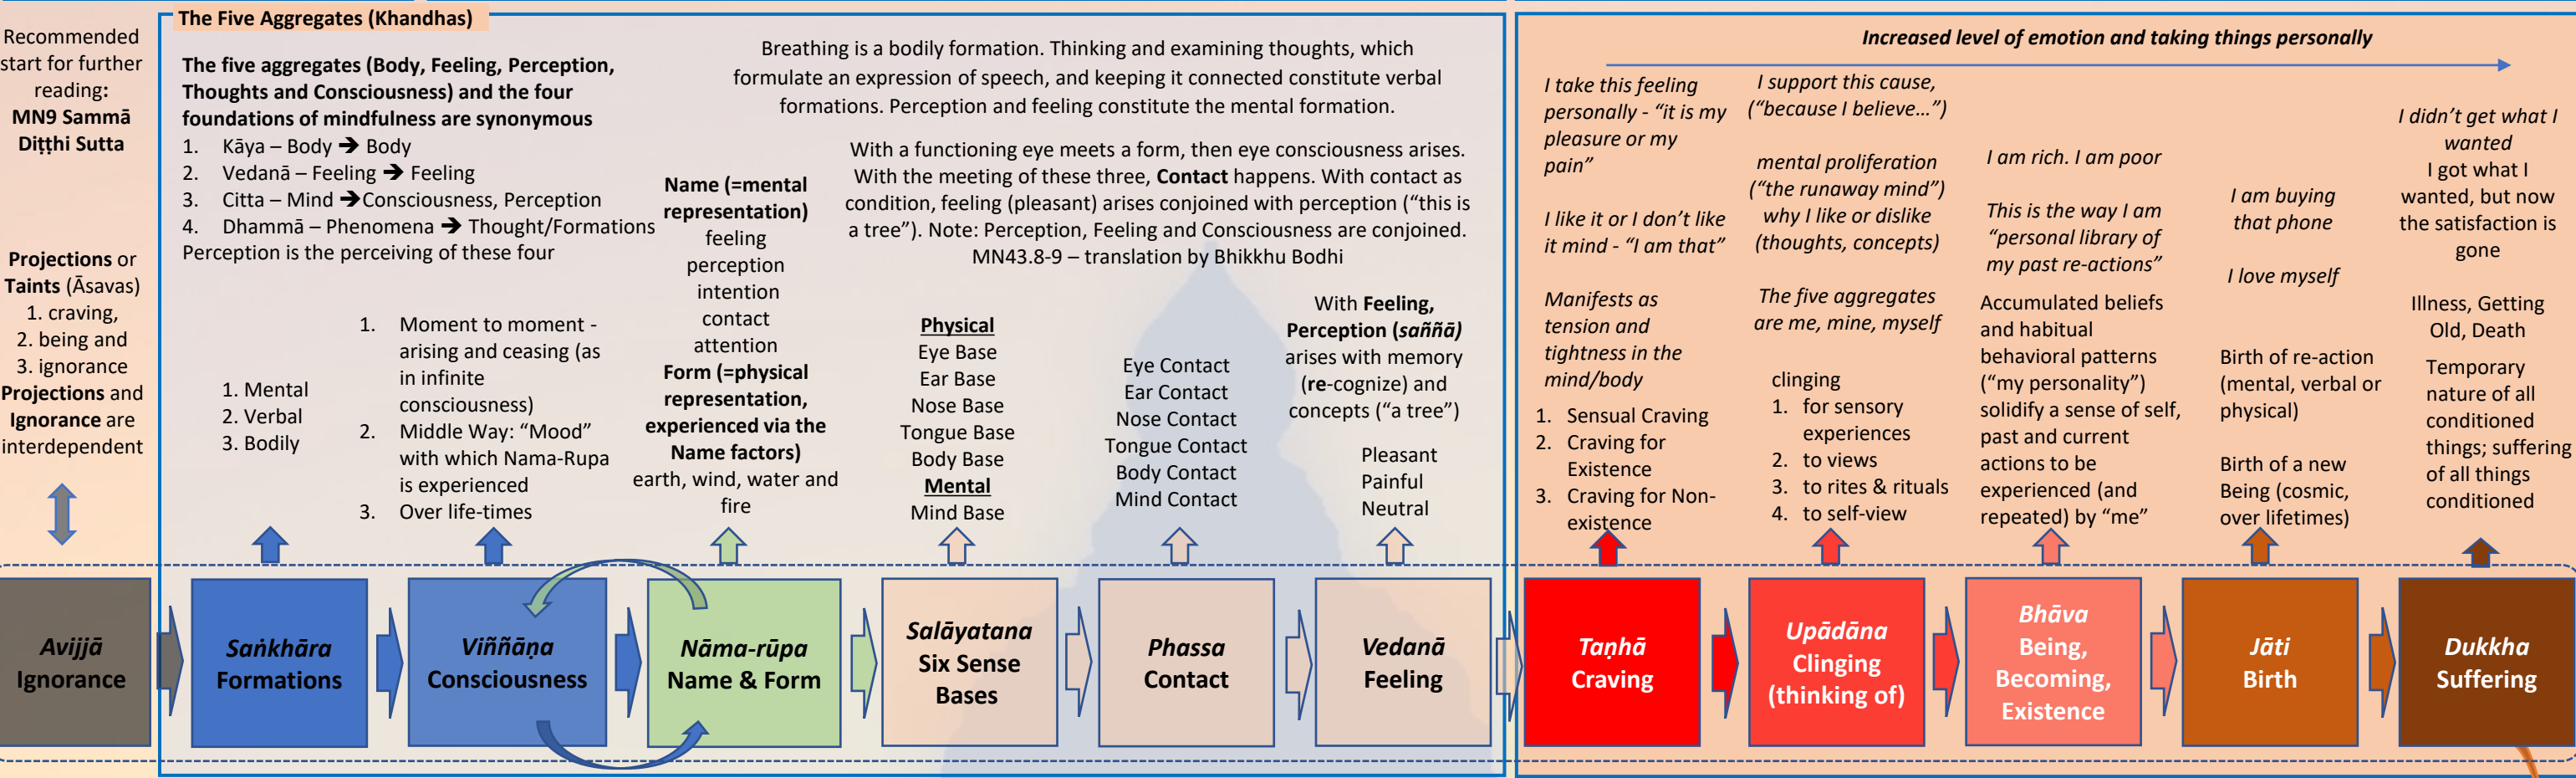 The Five Aggregates (Khandhas)
Recommended
start for further
reading:
MN9 Sammā
Diṭṭhi Sutta
Projections or
Taints (Āsavas)
1. craving,
2. being and
3. ignorance
Projections and
Ignorance are
interdependent
The five aggregates (Body, Feeling, Perception,
Thoughts and Consciousness) and the four
foundations of mindfulness are synonymous
1. Kāya – Body ➔ Body
2. Vedanā – Feeling ➔ Feeling
3. Citta – Mind ➔Consciousness, Perception
4. Dhammā – Phenomena ➔ Thought/Formations
Perception is the perceiving of these four
Breathing is a bodily formation. Thinking and examining thoughts, which
formulate an expression of speech, and keeping it connected constitute verbal
formations. Perception and feeling constitute the mental formation.
With a functioning eye meets a form, then eye consciousness arises.
With the meeting of these three, Contact happens. With contact as
condition, feeling (pleasant) arises conjoined with perception (“this is
a tree”). Note: Perception, Feeling and Consciousness are conjoined.
MN43.8-9 – translation by Bhikkhu Bodhi
1. Mental
2. Verbal
3. Bodily
1. Moment to moment -
arising and ceasing (as
in infinite
consciousness)
2. Middle Way: “Mood”
with which Nama-Rupa
is experienced
3. Over life-times
Name (=mental
representation)
feeling
perception
intention
contact
attention
Form (=physical
representation,
experienced via the
Name factors)
earth, wind, water and
fire
Physical
Eye Base
Ear Base
Nose Base
Tongue Base
Body Base
Mental
Mind Base
Eye Contact
Ear Contact
Nose Contact
Tongue Contact
Body Contact
Mind Contact
With Feeling,
Perception (saññā)
arises with memory
(re-cognize) and
concepts (“a tree”)
Pleasant
Painful
Neutral
Increased level of emotion and taking things personally
I take this feeling
personally - “it is my
pleasure or my
pain”
I like it or I don’t like
it mind - “I am that”
Manifests as
tension and
tightness in the
mind/body
1. Sensual Craving
2. Craving for
Existence
3. Craving for Non-
existence
I support this cause,
(“because I believe…”)
mental proliferation
(“the runaway mind”)
why I like or dislike
(thoughts, concepts)
The five aggregates
are me, mine, myself
clinging
1. for sensory
experiences
2. to views
3. to rites & rituals
4. to self-view
I am rich. I am poor
This is the way I am
“personal library of
my past re-actions”
Accumulated beliefs
and habitual
behavioral patterns
(“my personality”)
solidify a sense of self,
past and current
actions to be
experienced (and
repeated) by “me”
I am buying
that phone
I love myself
Birth of re-action
(mental, verbal or
physical)
Birth of a new
Being (cosmic,
over lifetimes)
I didn’t get what I
wanted
I got what I
wanted, but now
the satisfaction is
gone
Illness, Getting
Old, Death
Temporary
nature of all
conditioned
things; suffering
of all things
conditioned
Avijjā
Ignorance
Saṅkhāra
Formations
Viññāṇa
Consciousness
Nāma-rūpa
Name & Form
Salāyatana
Six Sense
Bases
Phassa
Contact
Vedanā
Feeling
Taṇhā
Craving
Upādāna
Clinging
(thinking of)
Bhāva
Being,
Becoming,
Existence
Jāti
Birth
Dukkha
Suffering